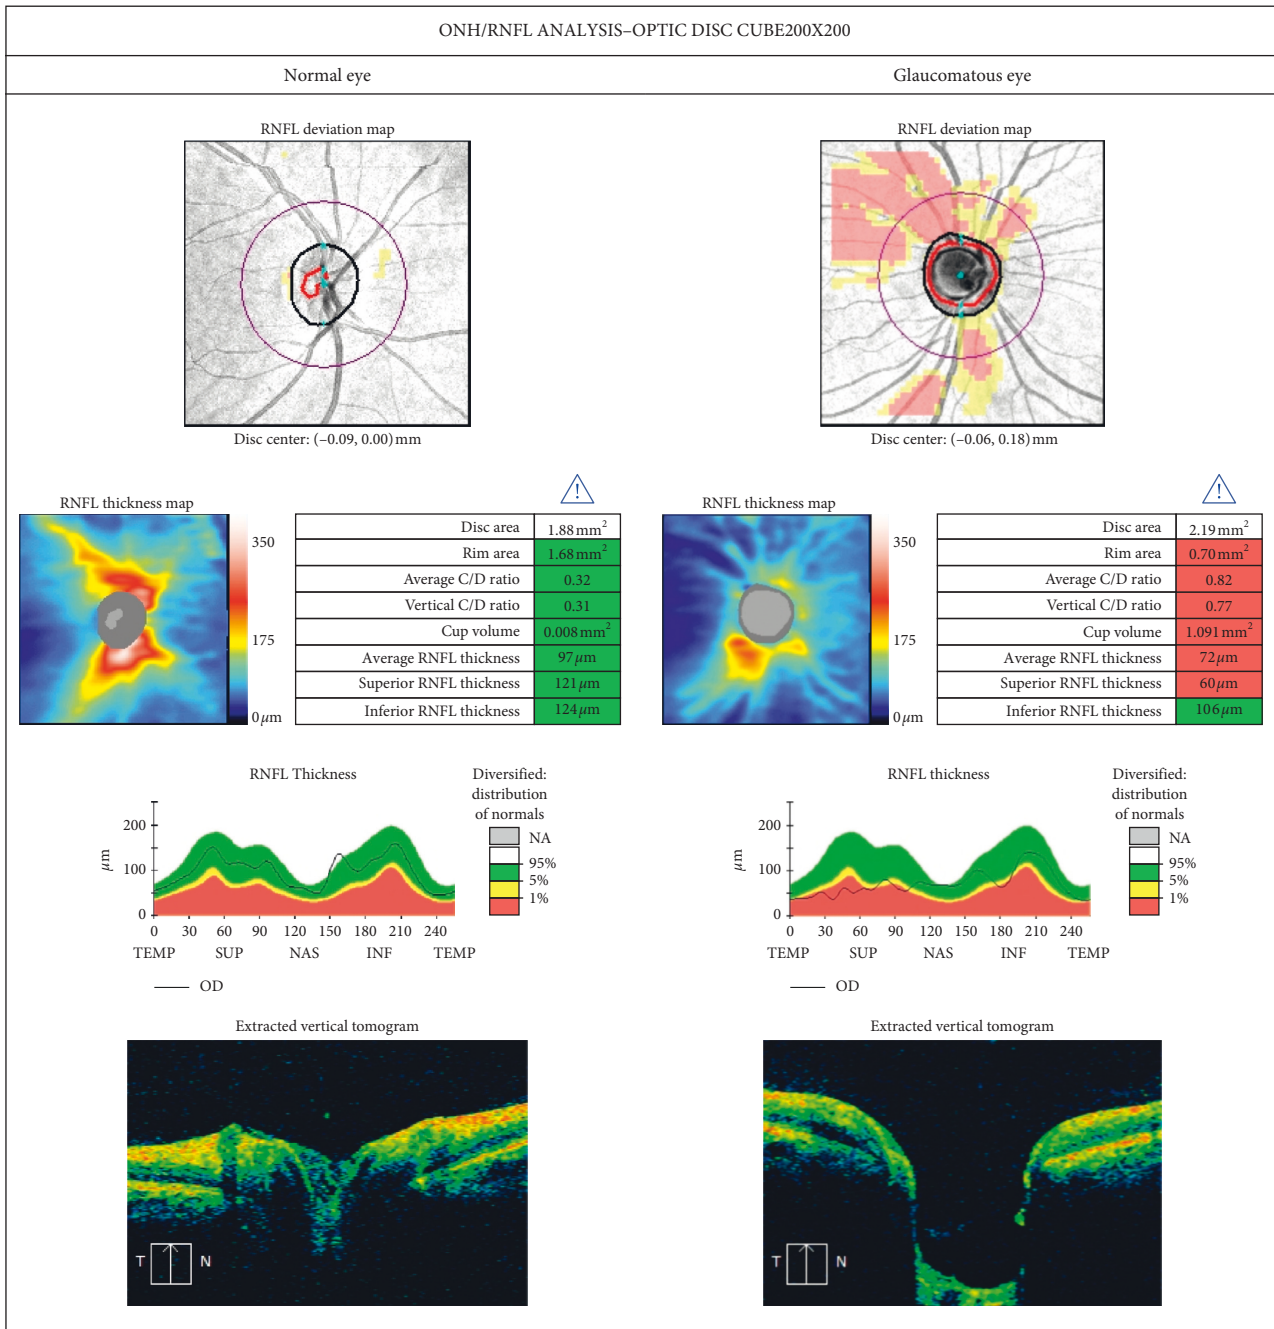 ONH/RNFL ANALYSIS–OPTIC DISC CUBE200X200
Normal eye
Glaucomatous eye
RNFL deviation map
RNFL deviation map
Disc center: (–0.09, 0.00) mm
Disc center: (–0.06, 0.18) mm
RNFL thickness map
350
175
0 µm
!
Disc area 1.88 mm²
Rim area 1.68 mm²
Average C/D ratio 0.32
Vertical C/D ratio 0.31
Cup volume 0.008 mm²
Average RNFL thickness 97 µm
Superior RNFL thickness 121 µm
Inferior RNFL thickness 124 µm
RNFL thickness map
350
175
0 µm
!
Disc area 2.19 mm²
Rim area 0.70 mm²
Average C/D ratio 0.82
Vertical C/D ratio 0.77
Cup volume 1.091 mm²
Average RNFL thickness 72 µm
Superior RNFL thickness 60 µm
Inferior RNFL thickness 106 µm
RNFL Thickness
µm
200
100
0
0 30 60 90 120 150 180 210 240
TEMP SUP NAS INF TEMP
OD
Diversified:
distribution
of normals
NA
95%
5%
1%
RNFL thickness
µm
200
100
0
0 30 60 90 120 150 180 210 240
TEMP SUP NAS INF TEMP
OD
Diversified:
distribution
of normals
NA
95%
5%
1%
Extracted vertical tomogram
T N
Extracted vertical tomogram
T N